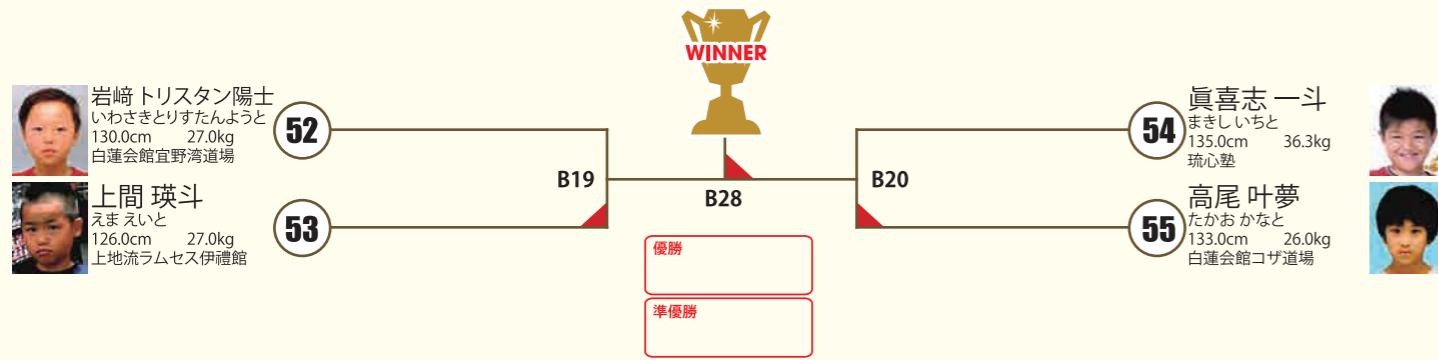 WINNER
岩﨑 トリスタン陽士
いわさきとりすたんようと
130.0cm 27.0kg
白蓮会館宜野湾道場
52
上間 瑛斗
えま えいと
126.0cm 27.0kg
上地流ラムセス伊禮館
53
B19
B28
B20
優勝
準優勝
54
眞喜志 一斗
まきし いちと
135.0cm 36.3kg
琉心塾
55
高尾 叶夢
たかお かなと
133.0cm 26.0kg
白蓮会館コザ道場